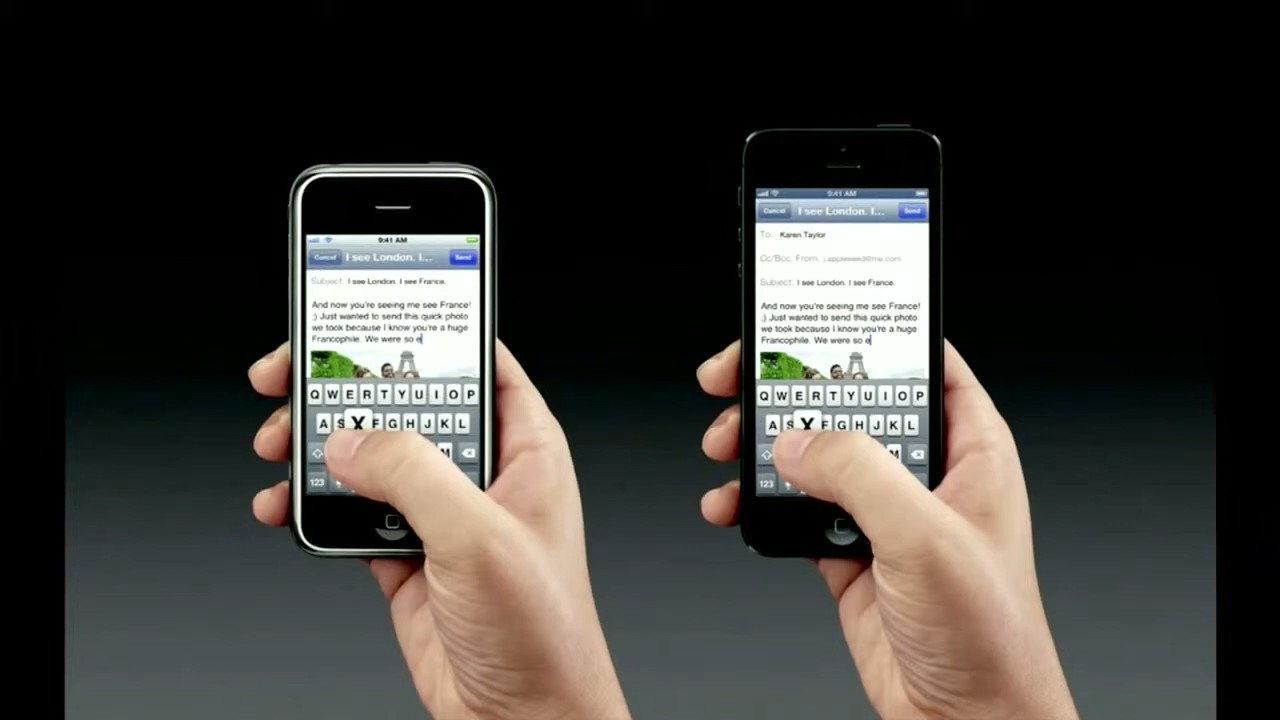 9:41 AM
Cancel I see London. I... Send
Subject: I see London. I see France.
And now you're seeing me see France!
;) Just wanted to send this quick photo
we took because I know you're a huge
Francophile. We were so e
Q W E R T Y U I O P
A S X F G H J K L
M
123
9:41 AM
Cancel I see London. I... Send
To: Karen Taylor
Cc/Bcc, From:
Subject: I see London. I see France.
And now you're seeing me see France!
;) Just wanted to send this quick photo
we took because I know you're a huge
Francophile. We were so e
Q W E R T Y U I O P
A S X F G H J K L
M
123